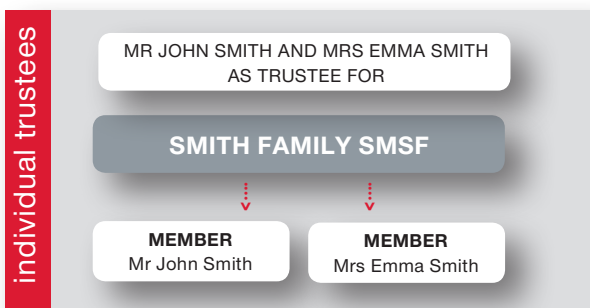 individual trustees
MR JOHN SMITH AND MRS EMMA SMITH
AS TRUSTEE FOR
SMITH FAMILY SMSF
MEMBER
Mr John Smith
MEMBER
Mrs Emma Smith